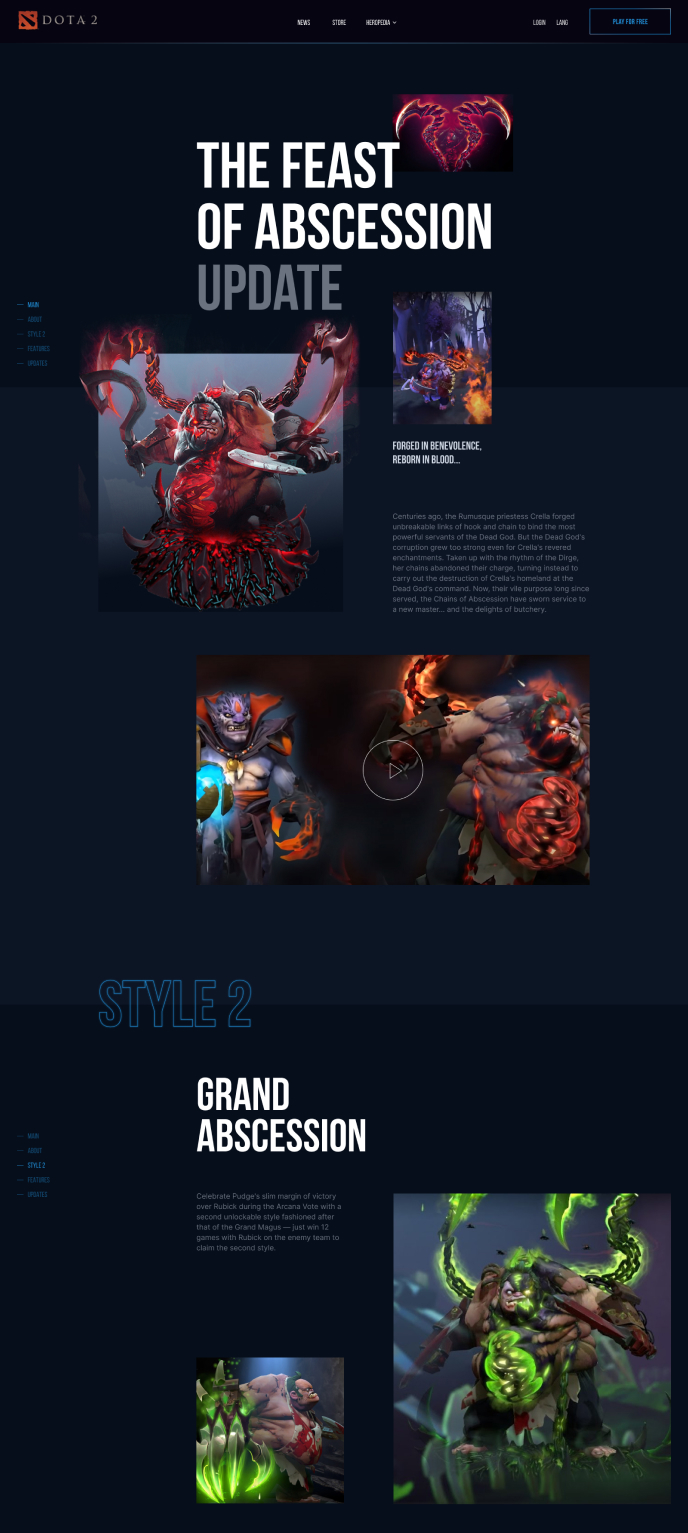 DOTA 2
NEWS
STORE
HEROPEDIA
LOGIN
LANG
PLAY FOR FREE
THE FEAST
OF ABSCESSION
UPDATE
MAIN
ABOUT
STYLE 2
FEATURES
UPDATES
FORGED IN BENEVOLENCE,
REBORN IN BLOOD...
Centuries ago, the Rumusque priestess Crella forged
unbreakable links of hook and chain to bind the most
powerful servants of the Dead God. But the Dead God's
corruption grew too strong even for Crella's revered
enchantments. Taken up with the rhythm of the Dirge,
her chains abandoned their charge, turning instead to
carry out the destruction of Crella's homeland at the
Dead God's command. Now, their vile purpose long since
served, the Chains of Abscession have sworn service to
a new master... and the delights of butchery.
STYLE 2
GRAND
ABSCESSION
MAIN
ABOUT
STYLE 2
FEATURES
UPDATES
Celebrate Pudge's slim margin of victory
over Rubick during the Arcana Vote with a
second unlockable style fashioned after
that of the Grand Magus — just win 12
games with Rubick on the enemy team to
claim the second style.